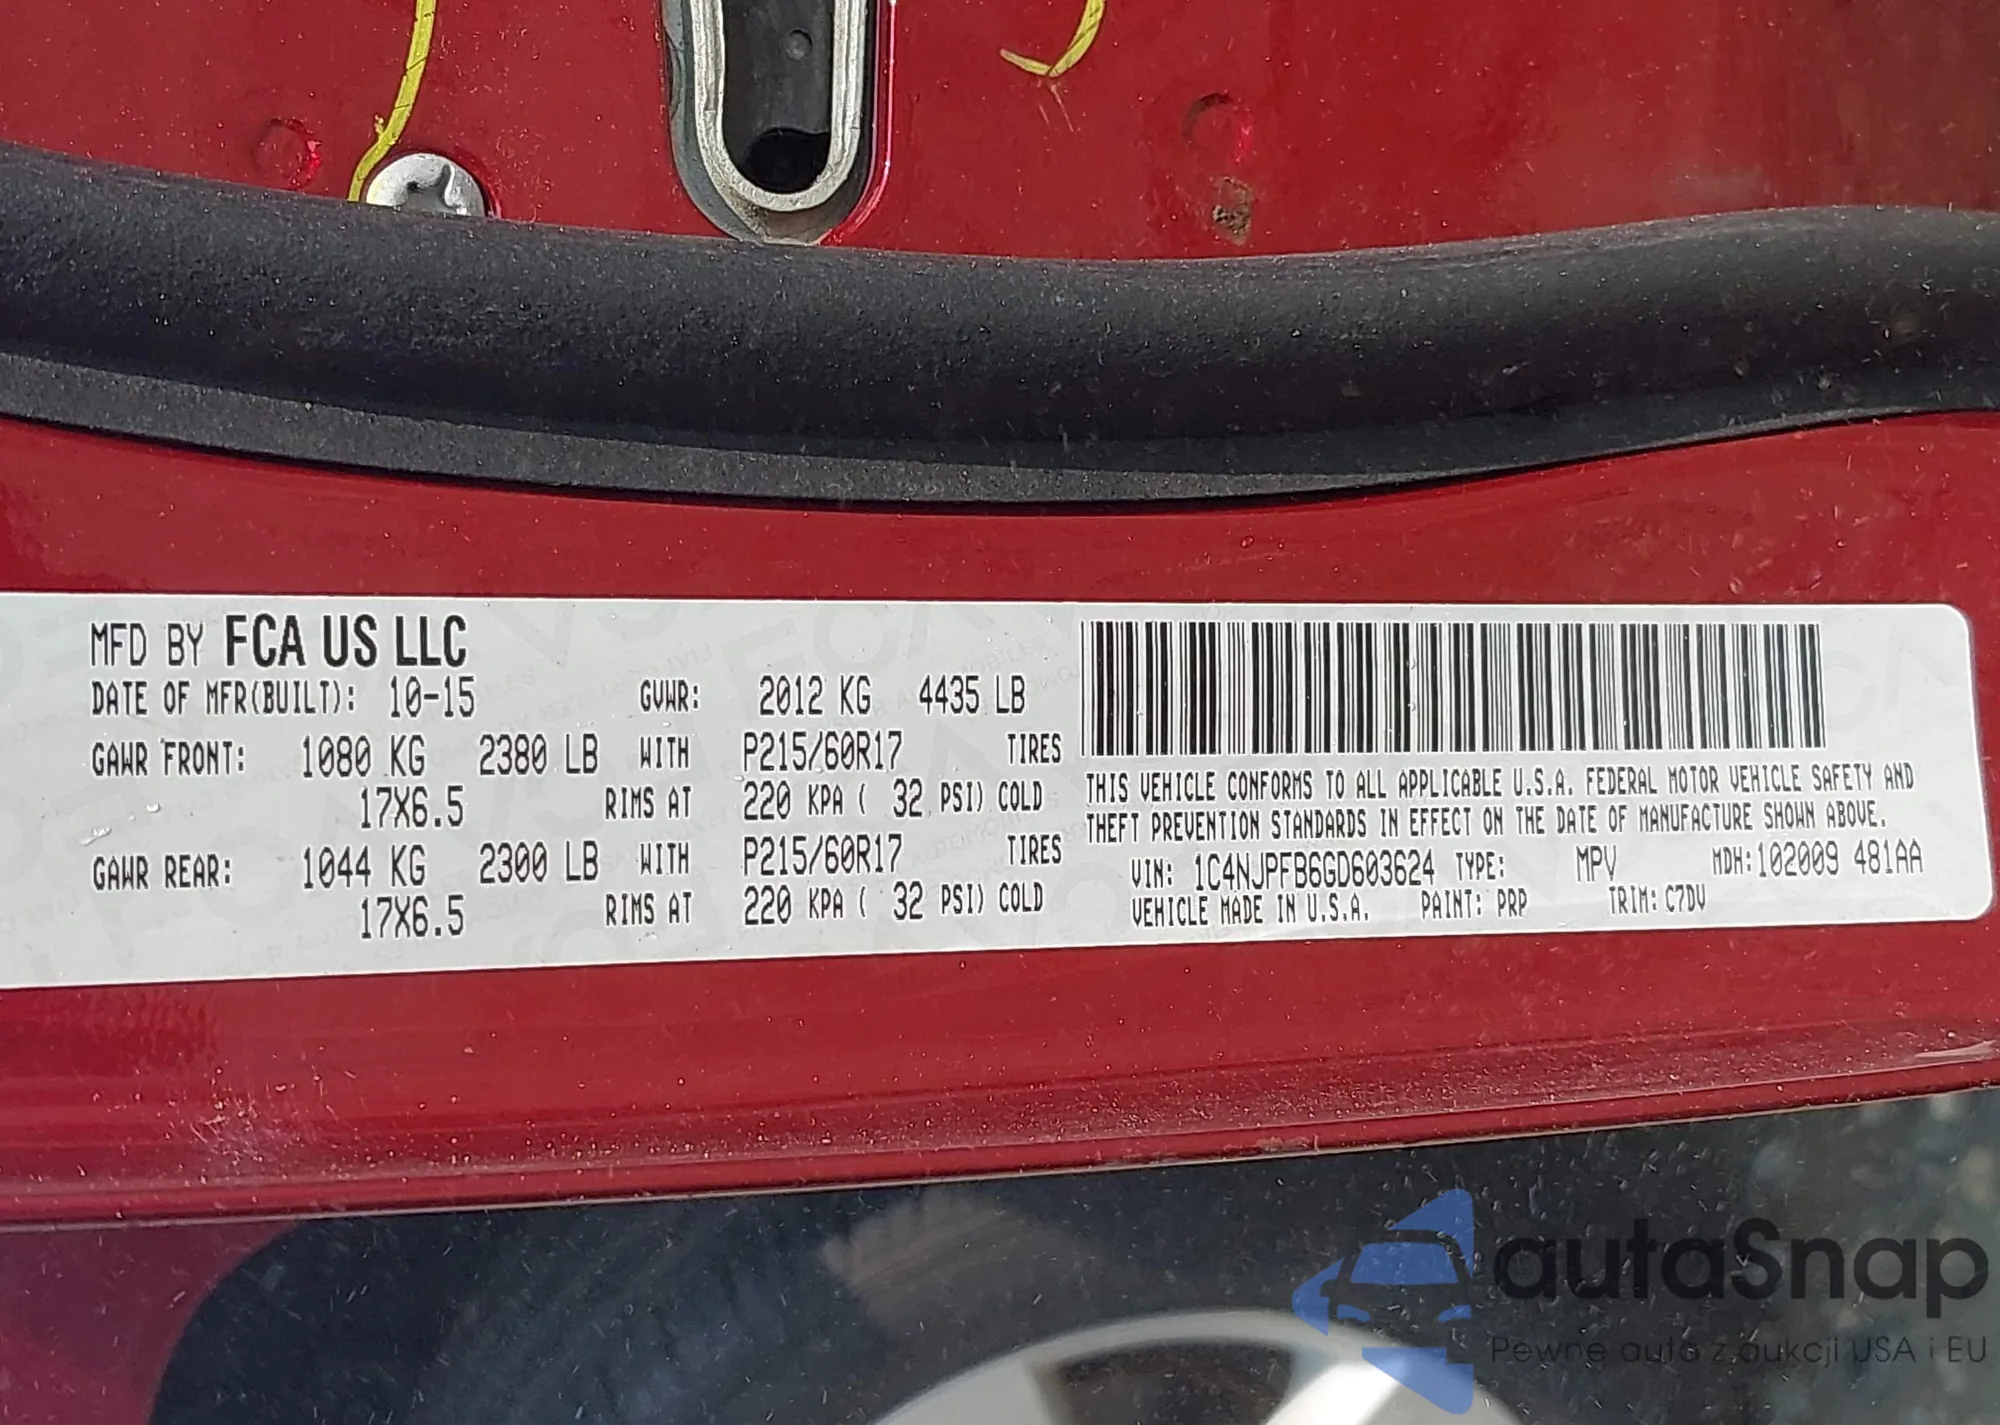 MFD BY FCA US LLC
DATE OF MFR(BUILT): 10-15 GVWR: 2012 KG 4435 LB
GAWR FRONT: 1080 KG 2380 LB WITH P215/60R17 TIRES
17X6.5 RIMS AT 220 KPA ( 32 PSI) COLD
GAWR REAR: 1044 KG 2300 LB WITH P215/60R17 TIRES
17X6.5 RIMS AT 220 KPA ( 32 PSI) COLD
THIS VEHICLE CONFORMS TO ALL APPLICABLE U.S.A. FEDERAL MOTOR VEHICLE SAFETY AND
THEFT PREVENTION STANDARDS IN EFFECT ON THE DATE OF MANUFACTURE SHOWN ABOVE.
VIN: 1C4NJPFB6GD603624 TYPE: MPV MDH:102009 481AA
VEHICLE MADE IN U.S.A. PAINT: PRP TRIM: C7DV
autaSnap
Pewne auta z aukcji USA i EU